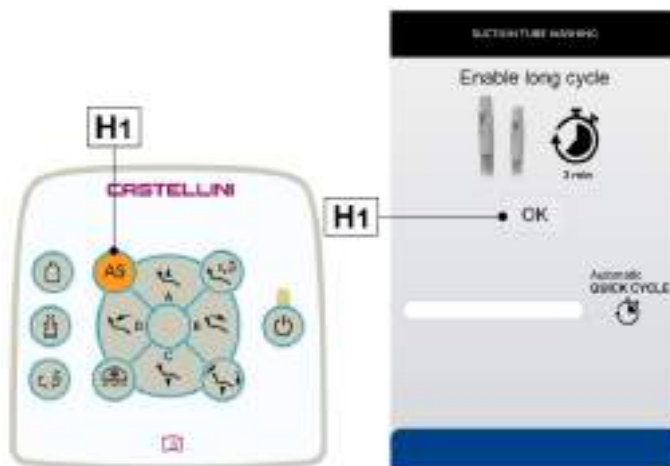 H1
CASTELLINI
AS
A
D
B
C
SUCTION TUBE WASHING
Enable long cycle
3 min
H1
OK
Automatic
QUICK CYCLE